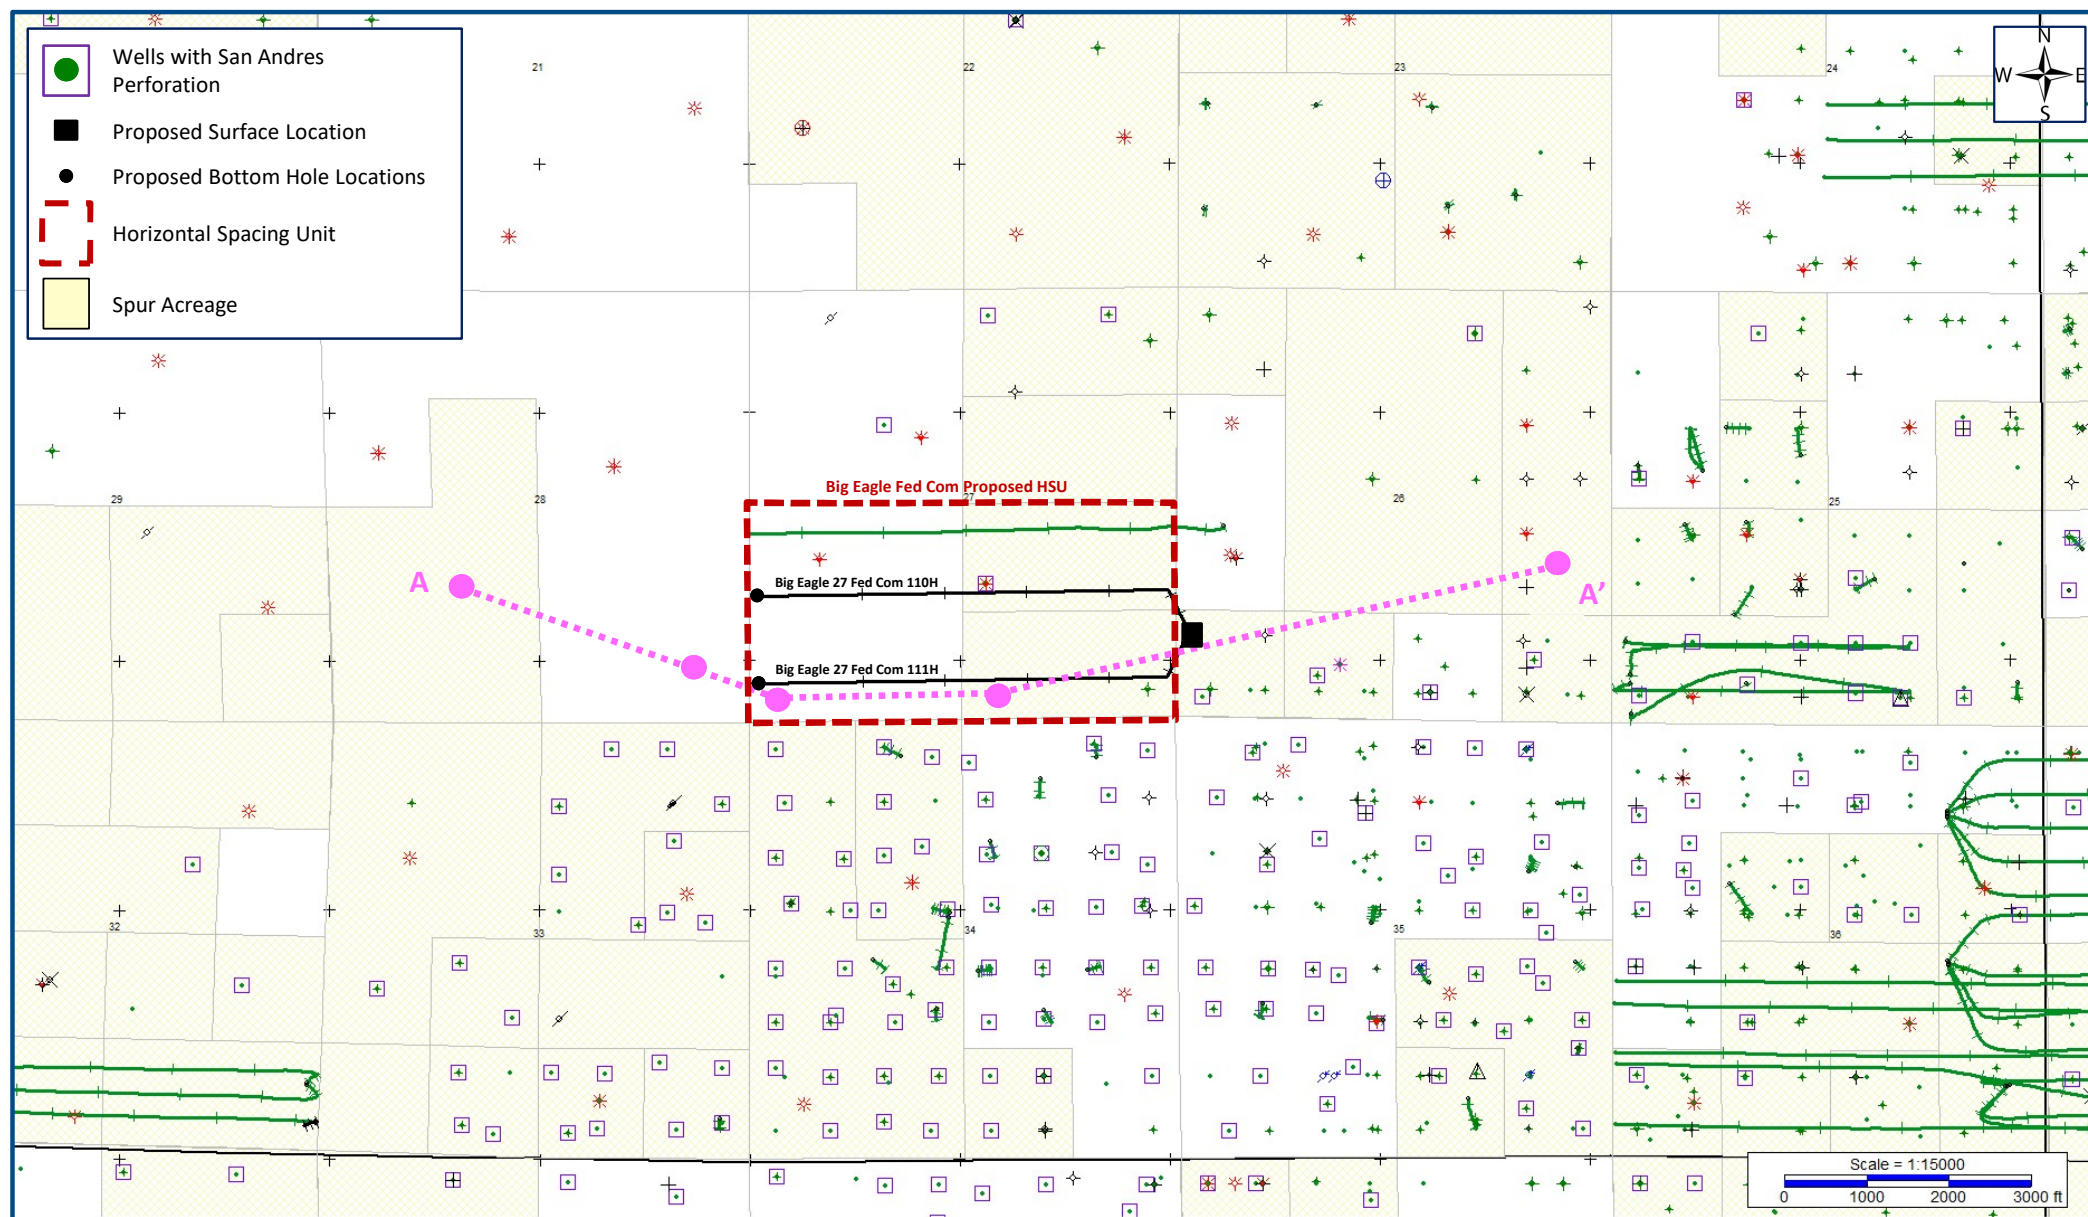 Wells with San Andres
Perforation
Proposed Surface Location
Proposed Bottom Hole Locations
Horizontal Spacing Unit
Spur Acreage
N
W E
S
21
22
23
24
29
28
27
26
25
Big Eagle Fed Com Proposed HSU
A
Big Eagle 27 Fed Com 110H
A’
Big Eagle 27 Fed Com 111H
32
33
34
35
36
Scale = 1:15000
0 1000 2000 3000 ft